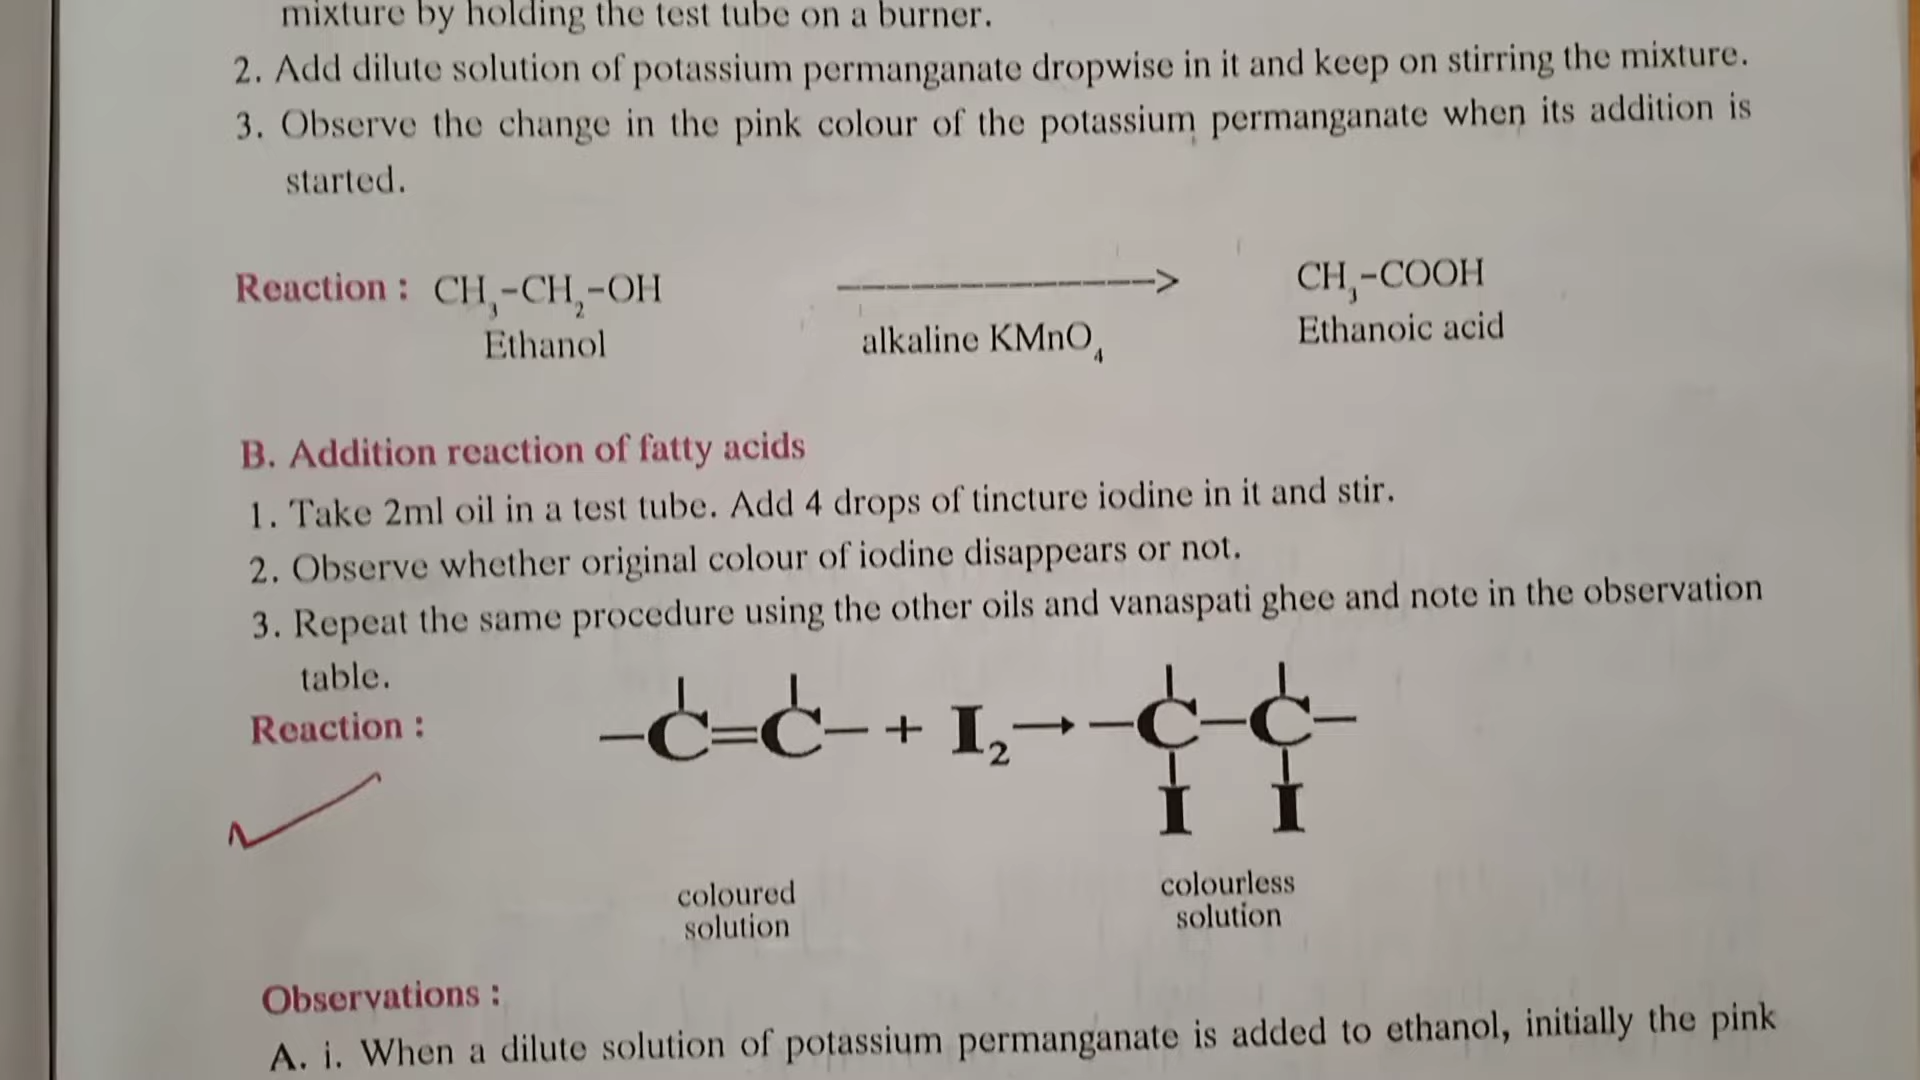 mixture by holding the test tube on a burner.
2. Add dilute solution of potassium permanganate dropwise in it and keep on stirring the mixture.
3. Observe the change in the pink colour of the potassium permanganate when its addition is
started.
Reaction : CH₃-CH₂-OH -------------> CH₃-COOH
Ethanol alkaline KMnO₄ Ethanoic acid
B. Addition reaction of fatty acids
1. Take 2ml oil in a test tube. Add 4 drops of tincture iodine in it and stir.
2. Observe whether original colour of iodine disappears or not.
3. Repeat the same procedure using the other oils and vanaspati ghee and note in the observation
table.
Reaction : –C=C– + I₂ → –C–C–
I I
coloured colourless
solution solution
Observations :
A. i. When a dilute solution of potassium permanganate is added to ethanol, initially the pink